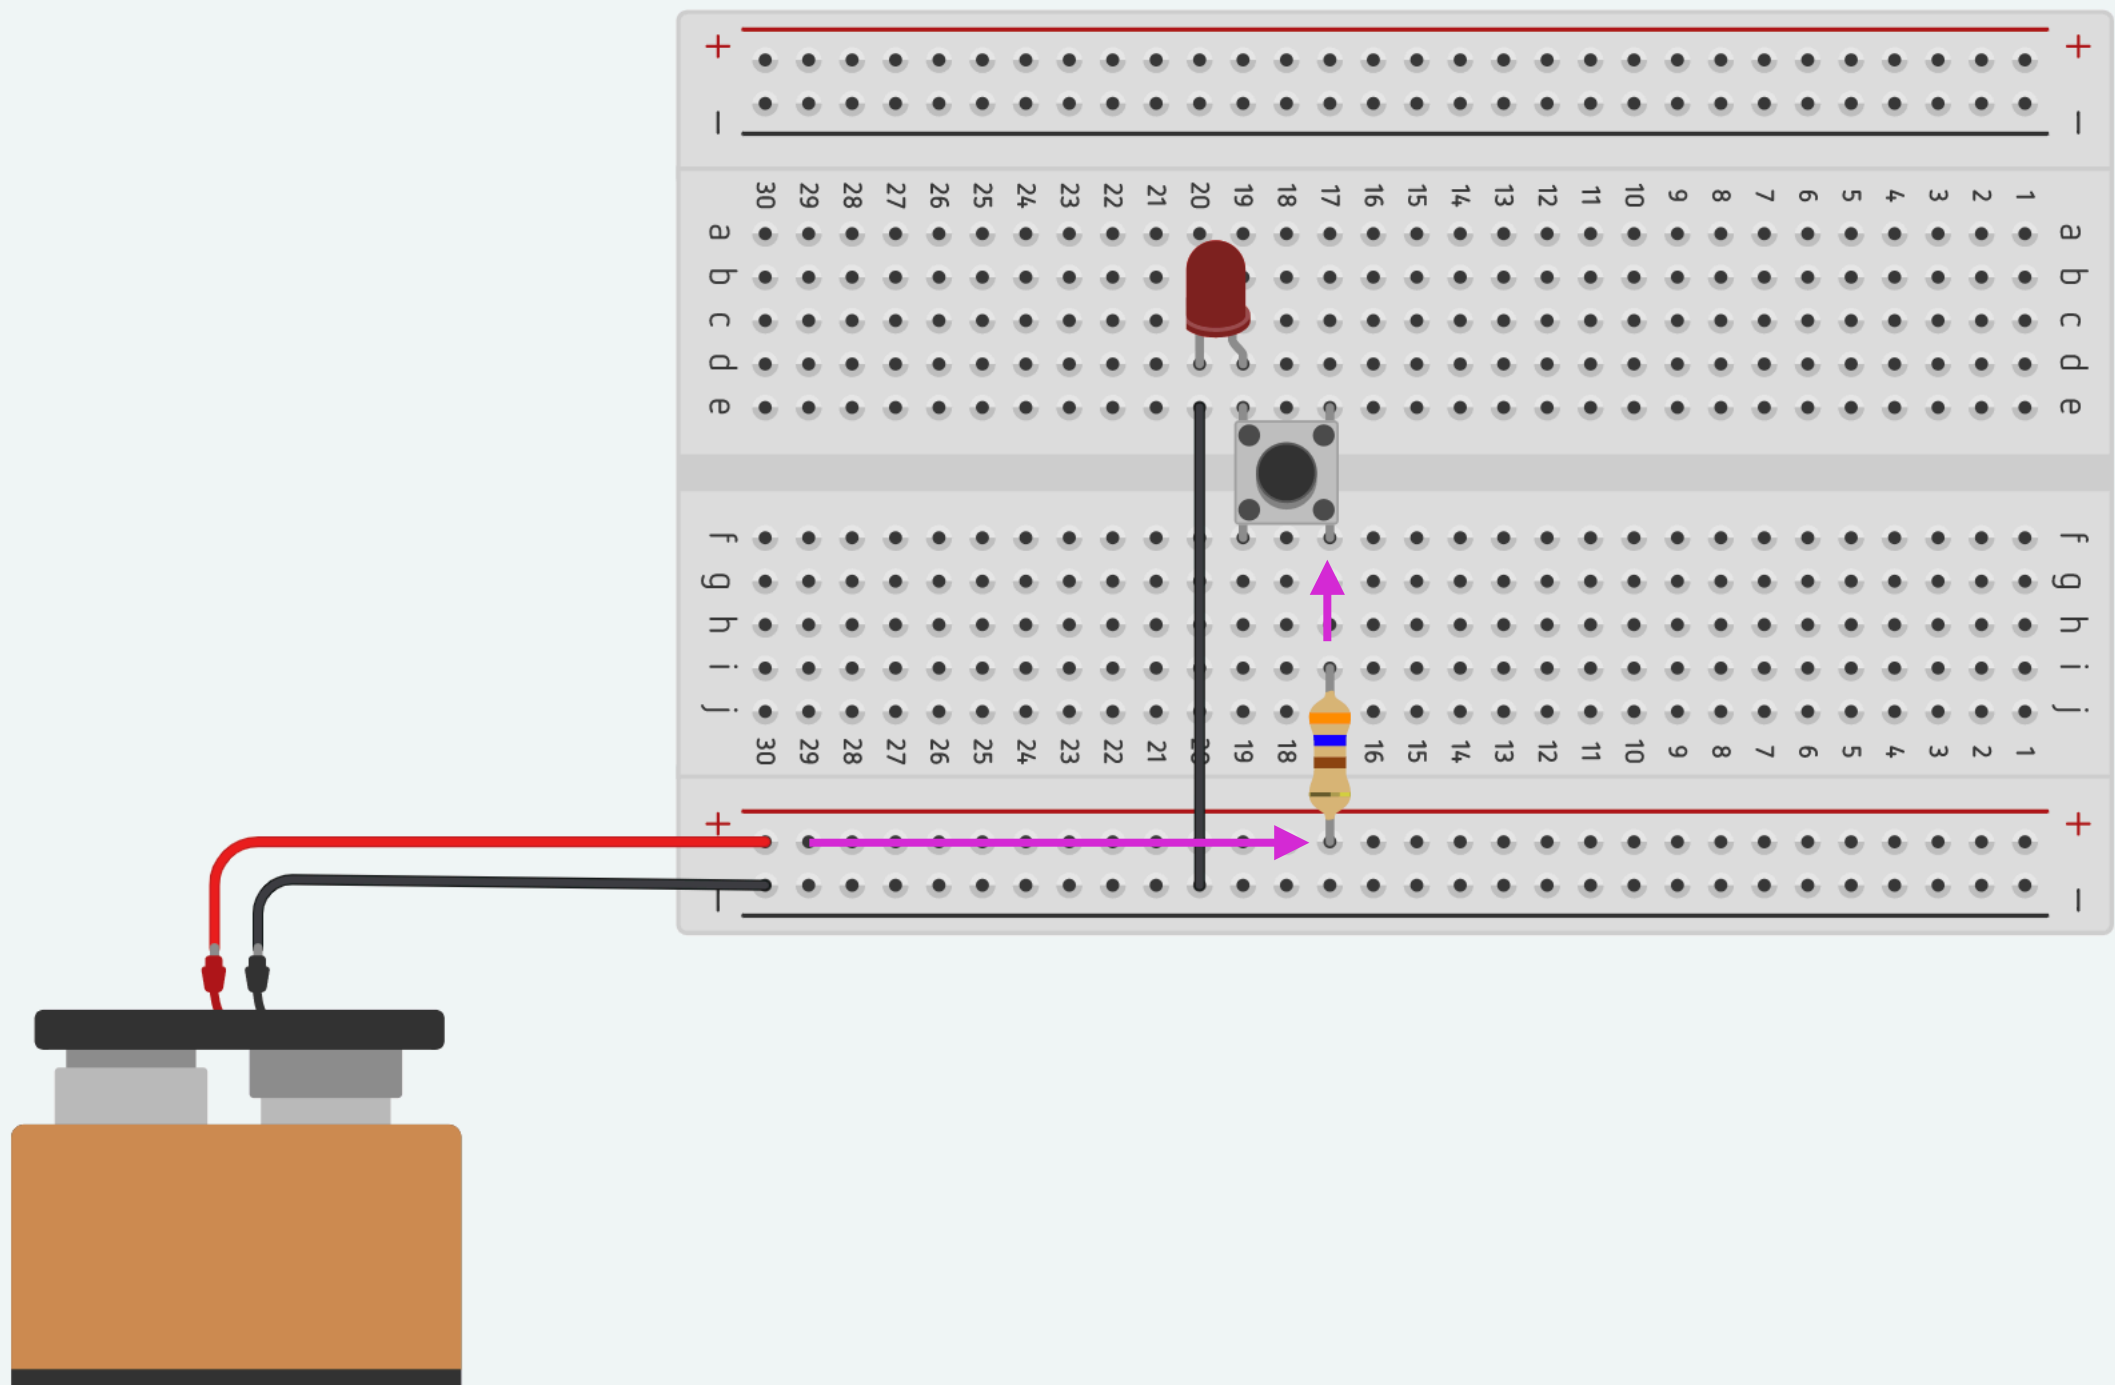 + +
− −
30 29 28 27 26 25 24 23 22 21 20 19 18 17 16 15 14 13 12 11 10 9 8 7 6 5 4 3 2 1
a a
b b
c c
d d
e e
f f
g g
h h
i i
j j
30 29 28 27 26 25 24 23 22 21 20 19 18 16 15 14 13 12 11 10 9 8 7 6 5 4 3 2 1
+ +
− −